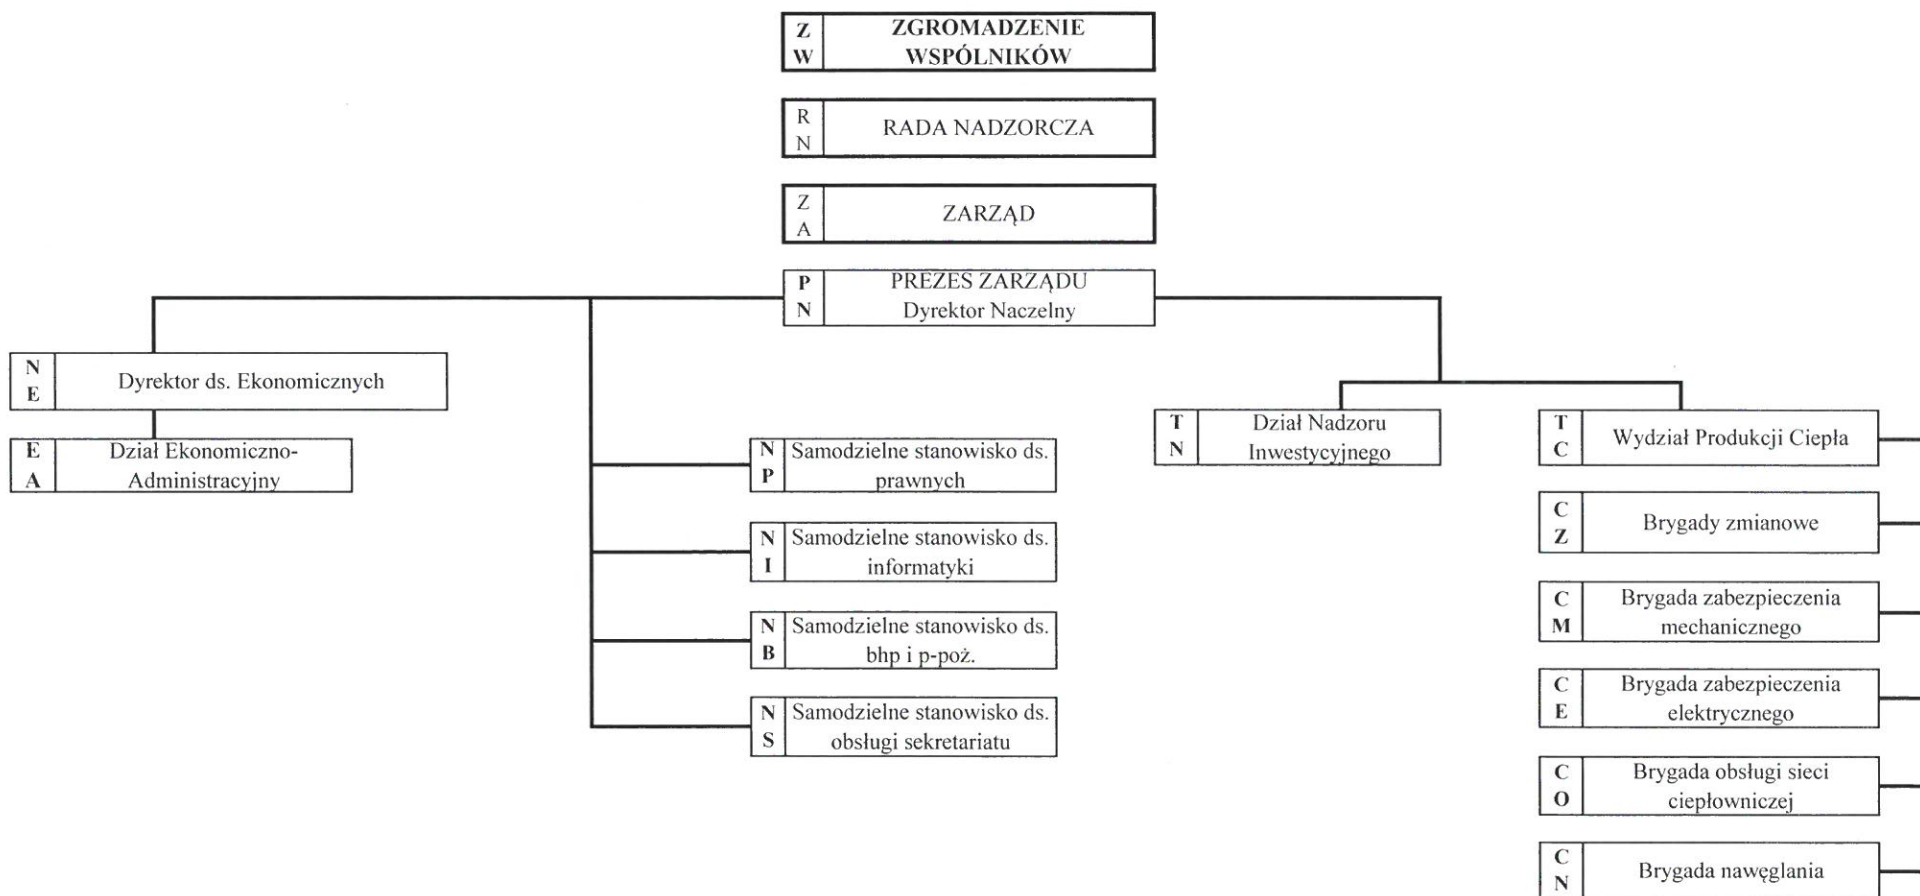 Z
W
ZGROMADZENIE
WSPÓLNIKÓW
R
N
RADA NADZORCZA
Z
A
ZARZĄD
P
N
PREZES ZARZĄDU
Dyrektor Naczelny
N
E
Dyrektor ds. Ekonomicznych
E
A
Dział Ekonomiczno-
Administracyjny
N
P
Samodzielne stanowisko ds.
prawnych
N
I
Samodzielne stanowisko ds.
informatyki
N
B
Samodzielne stanowisko ds.
bhp i p-poż.
N
S
Samodzielne stanowisko ds.
obsługi sekretariatu
T
N
Dział Nadzoru
Inwestycyjnego
T
C
Wydział Produkcji Ciepła
C
Z
Brygady zmianowe
C
M
Brygada zabezpieczenia
mechanicznego
C
E
Brygada zabezpieczenia
elektrycznego
C
O
Brygada obsługi sieci
ciepłowniczej
C
N
Brygada nawęglania